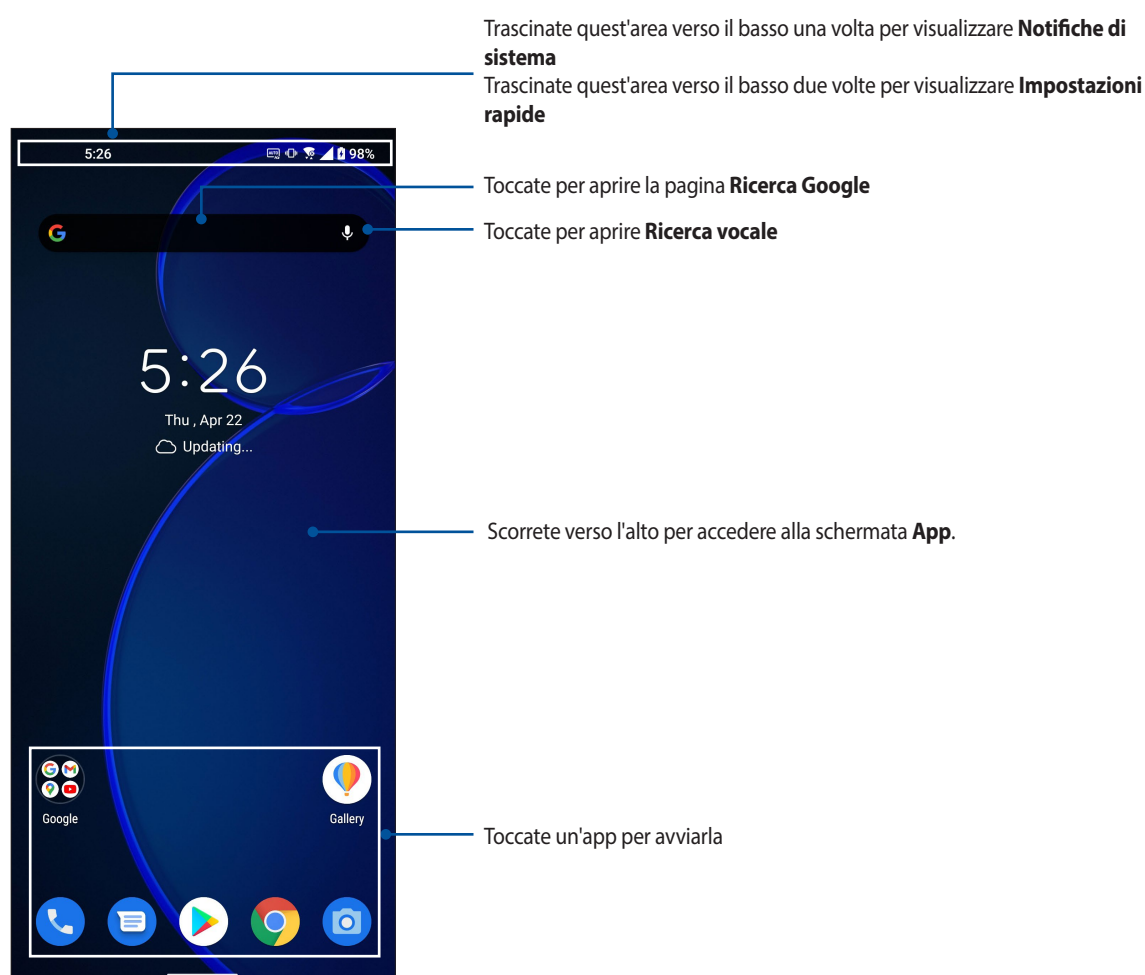 Trascinate quest'area verso il basso una volta per visualizzare Notifiche di
sistema
Trascinate quest'area verso il basso due volte per visualizzare Impostazioni
rapide
5:26
98%
Toccate per aprire la pagina Ricerca Google
Toccate per aprire Ricerca vocale
5:26
Thu , Apr 22
Updating...
Scorrete verso l'alto per accedere alla schermata App.
Google
Gallery
Toccate un'app per avviarla